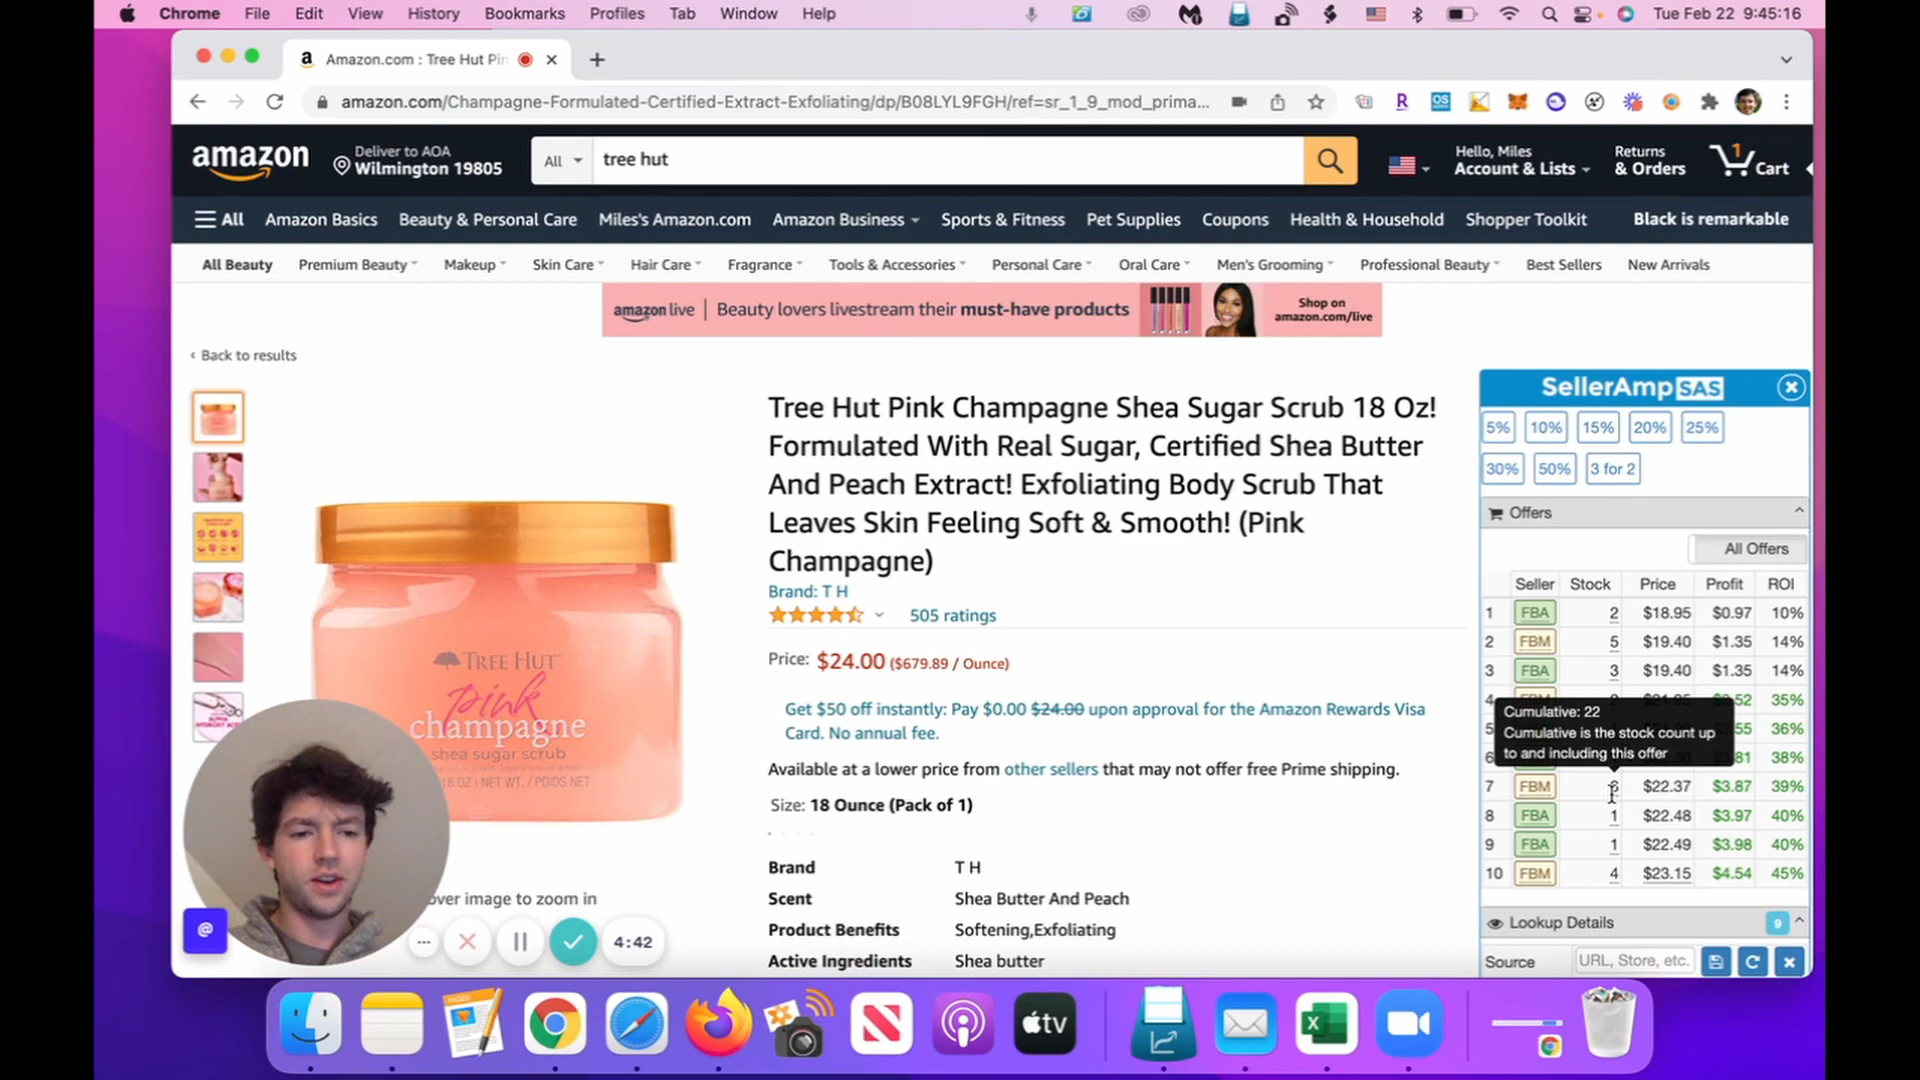 Chrome File Edit View History Bookmarks Profiles Tab Window Help
Tue Feb 22 9:45:16
Amazon.com : Tree Hut Pin
amazon.com/Champagne-Formulated-Certified-Extract-Exfoliating/dp/B08LYL9FGH/ref=sr_1_9_mod_prima...
amazon
Deliver to AOA
Wilmington 19805
All
tree hut
Hello, Miles
Account & Lists
Returns
& Orders
1
Cart
All Amazon Basics Beauty & Personal Care Miles's Amazon.com Amazon Business Sports & Fitness Pet Supplies Coupons Health & Household Shopper Toolkit Black is remarkable
All Beauty Premium Beauty Makeup Skin Care Hair Care Fragrance Tools & Accessories Personal Care Oral Care Men's Grooming Professional Beauty Best Sellers New Arrivals
amazon live | Beauty lovers livestream their must-have products
Shop on
amazon.com/live
‹ Back to results
Tree Hut Pink Champagne Shea Sugar Scrub 18 Oz!
Formulated With Real Sugar, Certified Shea Butter
And Peach Extract! Exfoliating Body Scrub That
Leaves Skin Feeling Soft & Smooth! (Pink
Champagne)
Brand: T H
505 ratings
Price: $24.00 ($679.89 / Ounce)
Get $50 off instantly: Pay $0.00 $24.00 upon approval for the Amazon Rewards Visa
Card. No annual fee.
Available at a lower price from other sellers that may not offer free Prime shipping.
Size: 18 Ounce (Pack of 1)
Brand T H
Scent Shea Butter And Peach
Product Benefits Softening,Exfoliating
Active Ingredients Shea butter
TREE HUT
pink
champagne
shea sugar scrub
18 OZ.) NET WT. / POIDS NET
over image to zoom in
@
4:42
SellerAmp SAS
5% 10% 15% 20% 25%
30% 50% 3 for 2
Offers
All Offers
Seller Stock Price Profit ROI
1 FBA 2 $18.95 $0.97 10%
2 FBM 5 $19.40 $1.35 14%
3 FBA 3 $19.40 $1.35 14%
4 35%
5 36%
6 38%
Cumulative: 22
Cumulative is the stock count up
to and including this offer
7 FBM $22.37 $3.87 39%
8 FBA 1 $22.48 $3.97 40%
9 FBA 1 $22.49 $3.98 40%
10 FBM 4 $23.15 $4.54 45%
Lookup Details 9
Source URL, Store, etc.
tv